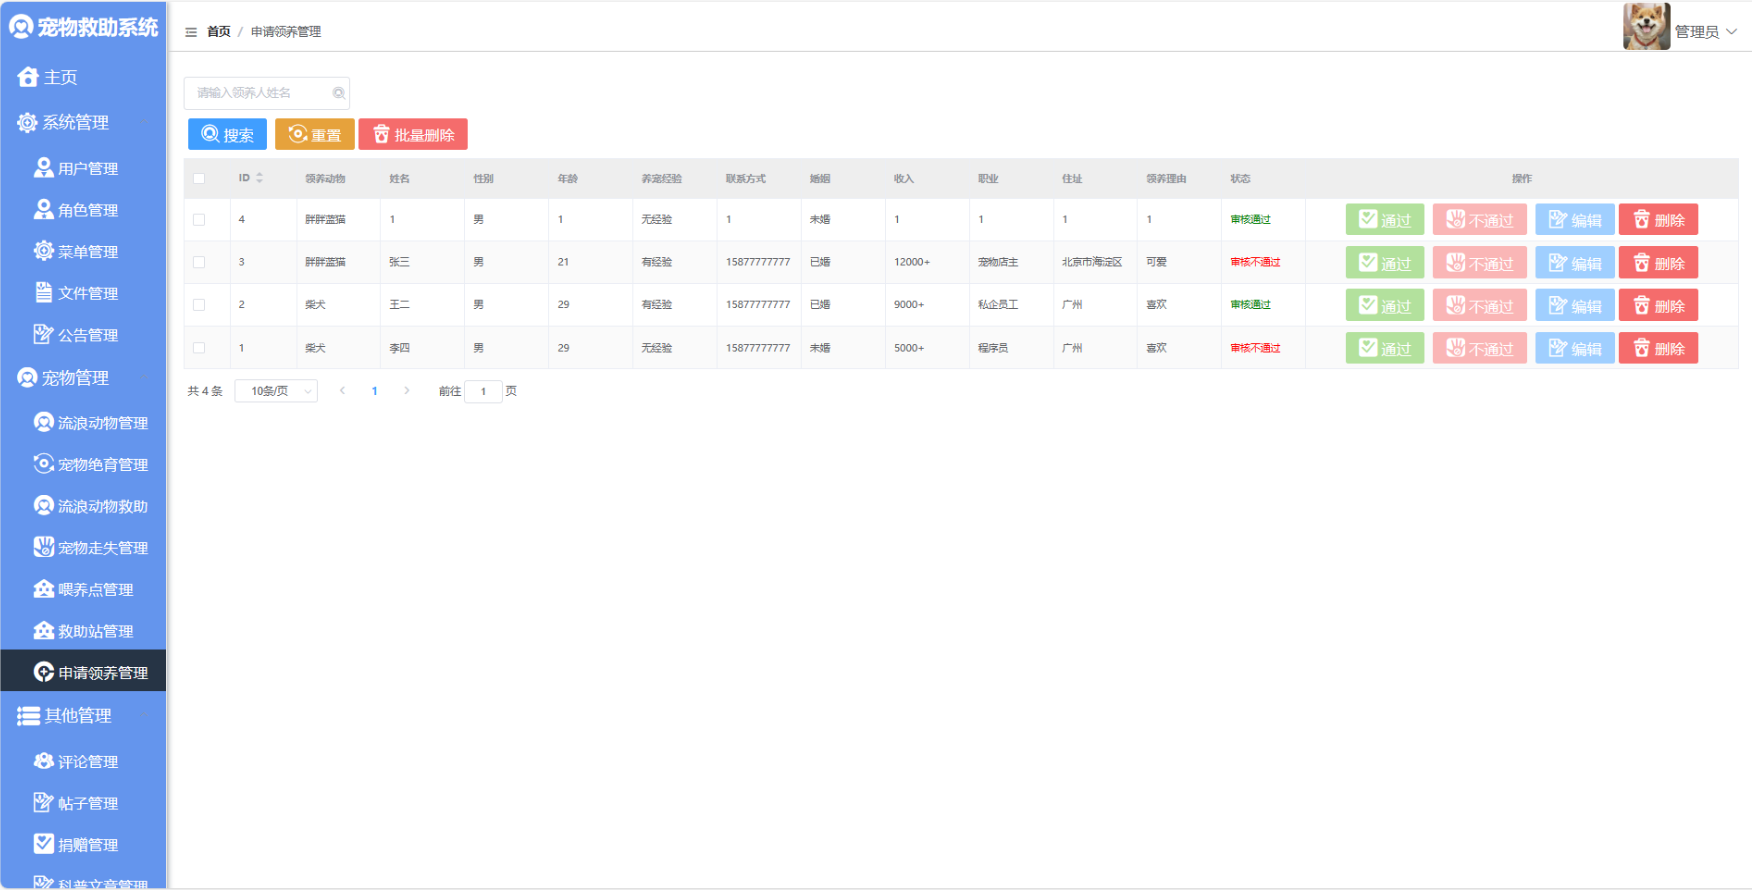 宠物救助系统
主页
系统管理
用户管理
角色管理
菜单管理
文件管理
公告管理
宠物管理
流浪动物管理
宠物绝育管理
流浪动物救助
宠物走失管理
喂养点管理
救助站管理
申请领养管理
其他管理
评论管理
帖子管理
捐赠管理
科普文章管理
首页 / 申请领养管理
管理员
请输入领养人姓名
搜索 重置 批量删除
ID 领养动物 姓名 性别 年龄 养宠经验 联系方式 婚姻 收入 职业 住址 领养理由 状态 操作
4 胖胖蓝猫 1 男 1 无经验 1 未婚 1 1 1 1 审核通过 通过 不通过 编辑 删除
3 胖胖蓝猫 张三 男 21 有经验 15877777777 已婚 12000+ 宠物店主 北京市海淀区 可爱 审核不通过 通过 不通过 编辑 删除
2 柴犬 王二 男 29 有经验 15877777777 已婚 9000+ 私企员工 广州 喜欢 审核通过 通过 不通过 编辑 删除
1 柴犬 李四 男 29 无经验 15877777777 未婚 5000+ 程序员 广州 喜欢 审核不通过 通过 不通过 编辑 删除
共 4 条 10条/页 1 前往 1 页